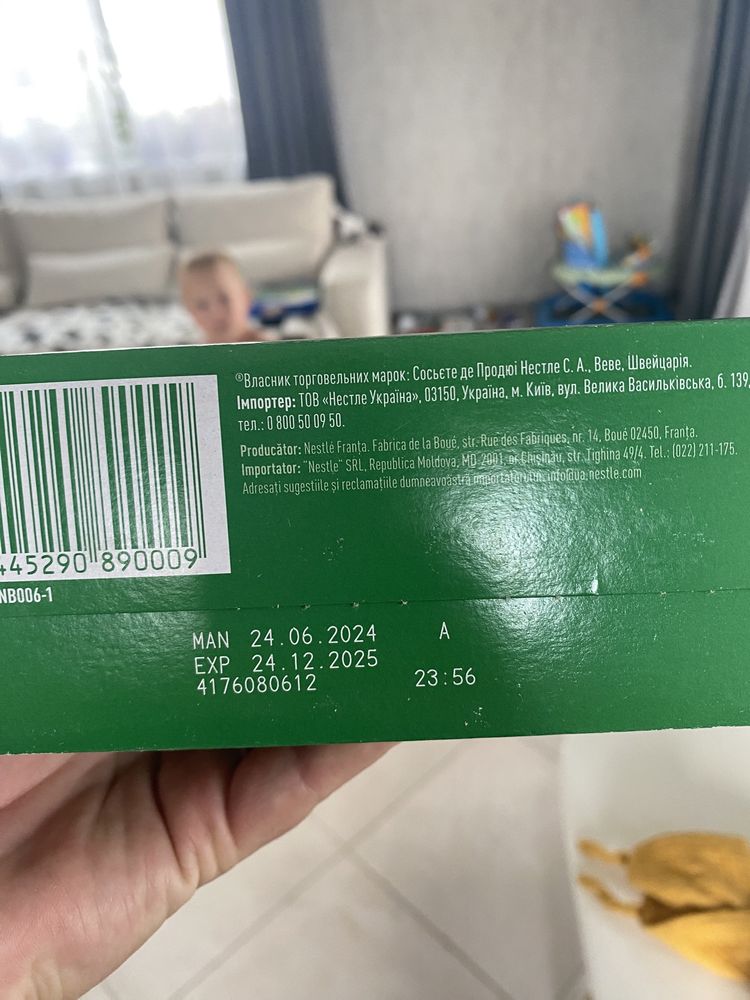 ®Власник торговельних марок: Сосьєте де Продюі Нестле С. А., Веве, Швейцарія.
Імпортер: ТОВ «Нестле Україна», 03150, Україна, м. Київ, вул. Велика Васильківська, б. 139,
тел.: 0 800 50 09 50.
Producător: Nestlé Franța. Fabrica de la Boué, str. Rue des Fabriques, nr. 14, Boué 02450, Franța.
Importator: "Nestle" SRL, Republica Moldova, MD 2001, or Chișinău, str. Tighina 49/4. Tel.: (022) 211-175.
Adresați sugestiile și reclamațiile dumneavoastră importatorului: info@ua.nestle.com
445290 890009
NB006-1
MAN 24.06.2024 A
EXP 24.12.2025
4176080612 23:56